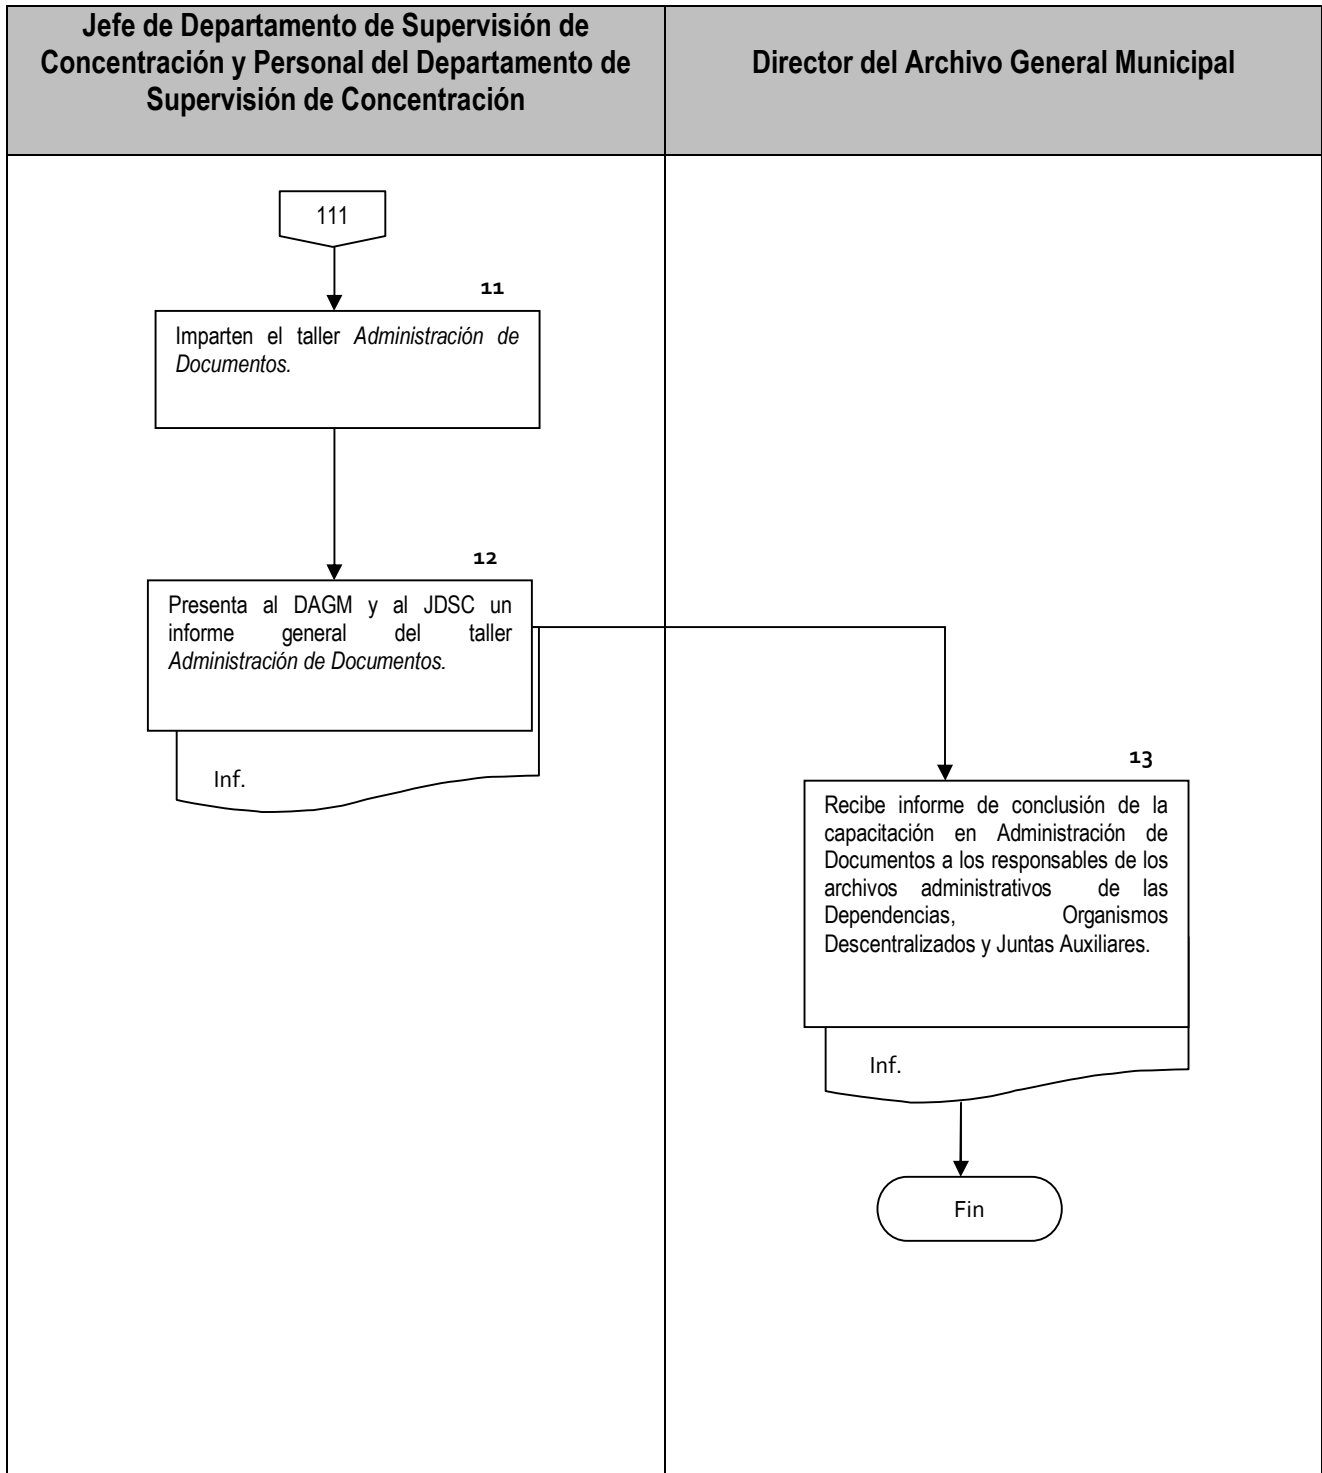 Jefe de Departamento de Supervisión de
Concentración y Personal del Departamento de
Supervisión de Concentración
Director del Archivo General Municipal
111
11
Imparten el taller Administración de
Documentos.
12
Presenta al DAGM y al JDSC un
informe general del taller
Administración de Documentos.
Inf.
13
Recibe informe de conclusión de la
capacitación en Administración de
Documentos a los responsables de los
archivos administrativos de las
Dependencias, Organismos
Descentralizados y Juntas Auxiliares.
Inf.
Fin